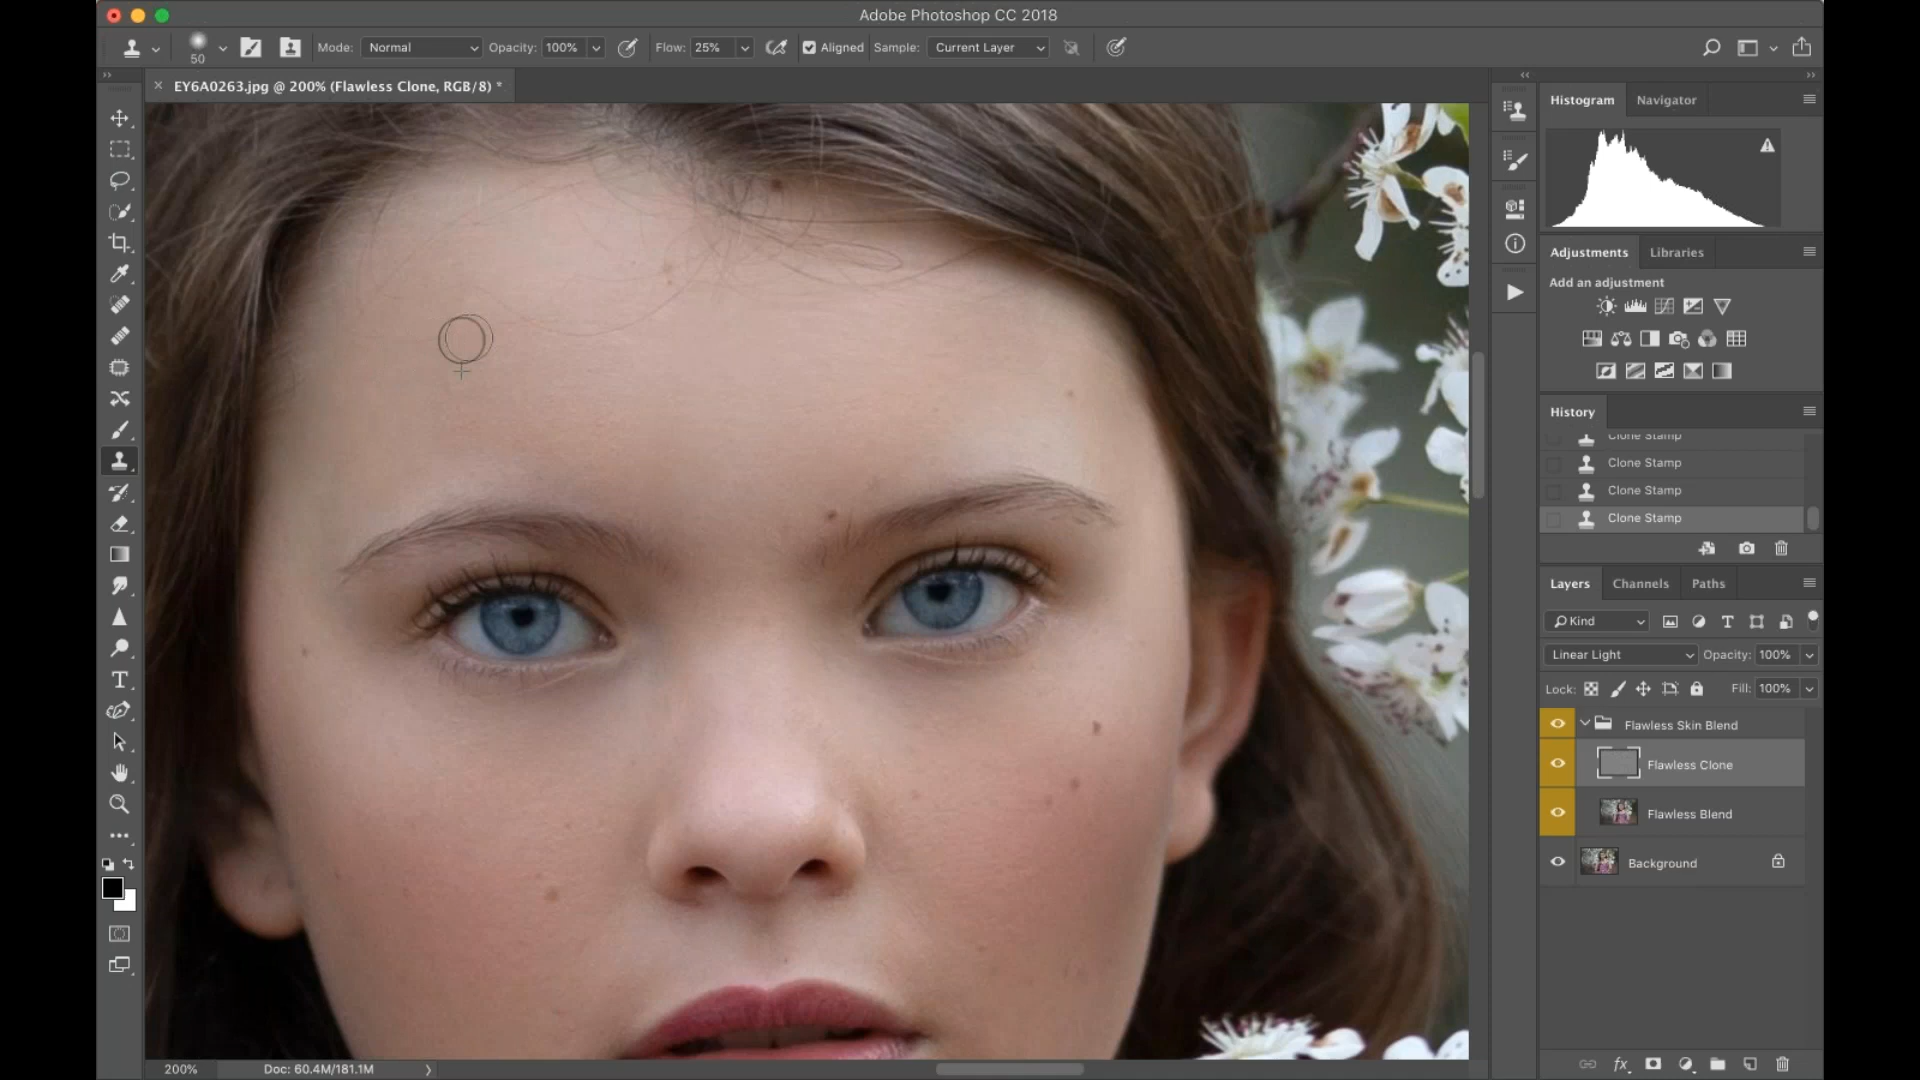 Adobe Photoshop CC 2018
50
Mode: Normal Opacity: 100% Flow: 25% Aligned Sample: Current Layer
EY6A0263.jpg @ 200% (Flawless Clone, RGB/8) *
Histogram Navigator
Adjustments Libraries
Add an adjustment
History
Clone Stamp
Clone Stamp
Clone Stamp
Clone Stamp
Layers Channels Paths
Kind
Linear Light Opacity: 100%
Lock: Fill: 100%
Flawless Skin Blend
Flawless Clone
Flawless Blend
Background
200% Doc: 60.4M/181.1M